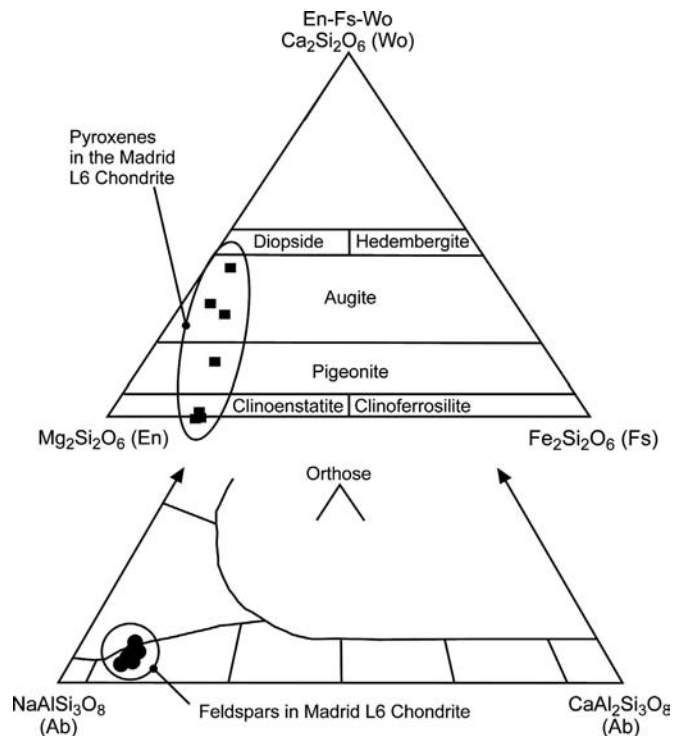 En-Fs-Wo
Ca₂Si₂O₆ (Wo)
Pyroxenes
in the Madrid
L6 Chondrite
Diopside
Hedembergite
Augite
Pigeonite
Clinoenstatite
Clinoferrosilite
Mg₂Si₂O₆ (En)
Fe₂Si₂O₆ (Fs)
Orthose
NaAlSi₃O₈
(Ab)
Feldspars in Madrid L6 Chondrite
CaAl₂Si₃O₈
(Ab)